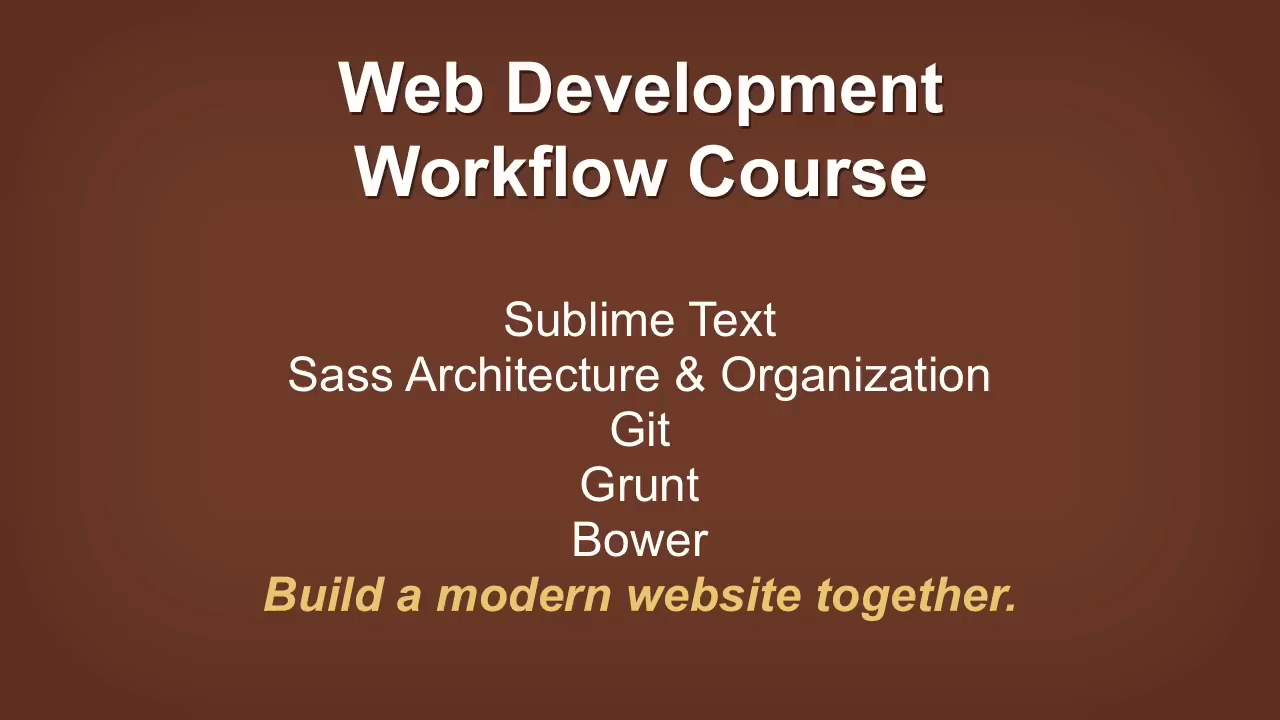 Web Development
Workflow Course
Sublime Text
Sass Architecture & Organization
Git
Grunt
Bower
Build a modern website together.